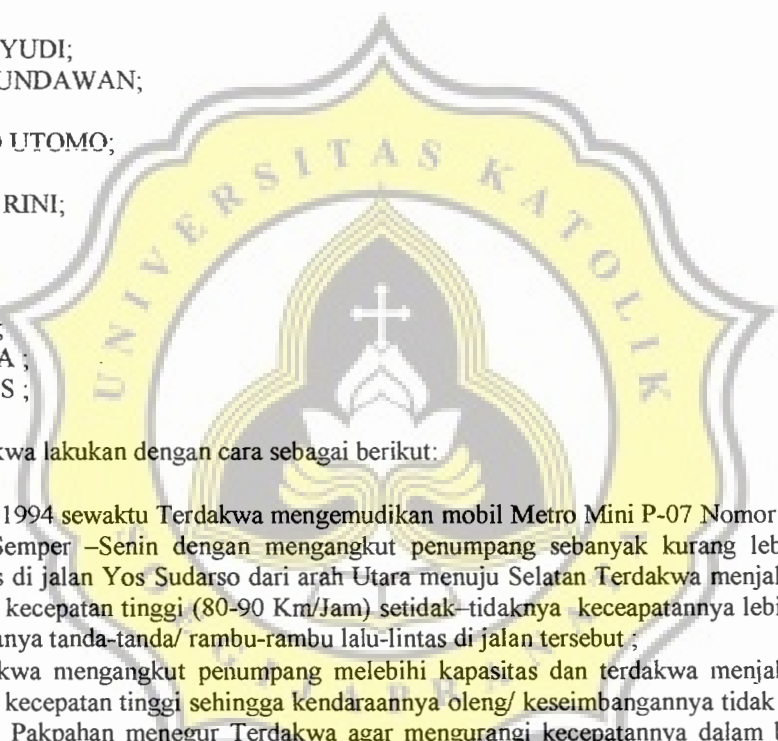 YUDI;
UNDAWAN;
UTOMO;
RINI;
;
A ;
S ;
kwa lakukan dengan cara sebagai berikut:
1994 sewaktu Terdakwa mengemudikan mobil Metro Mini P-07 Nomor
Semper –Senin dengan mengangkut penumpang sebanyak kurang leb
s di jalan Yos Sudarso dari arah Utara menuju Selatan Terdakwa menjal
kecepatan tinggi (80-90 Km/Jam) setidak–tidaknya keceapatannya lebi
anya tanda-tanda/ rambu-rambu lalu-lintas di jalan tersebut ;
kwa mengangkut penumpang melebihi kapasitas dan terdakwa menjal
kecepatan tinggi sehingga kendaraannya oleng/ keseimbangannya tidak
Pakpahan menegur Terdakwa agar mengurangi kecepatannya dalam
UNIVERSITAS KATOLIK
SOEGIJAPRANATA